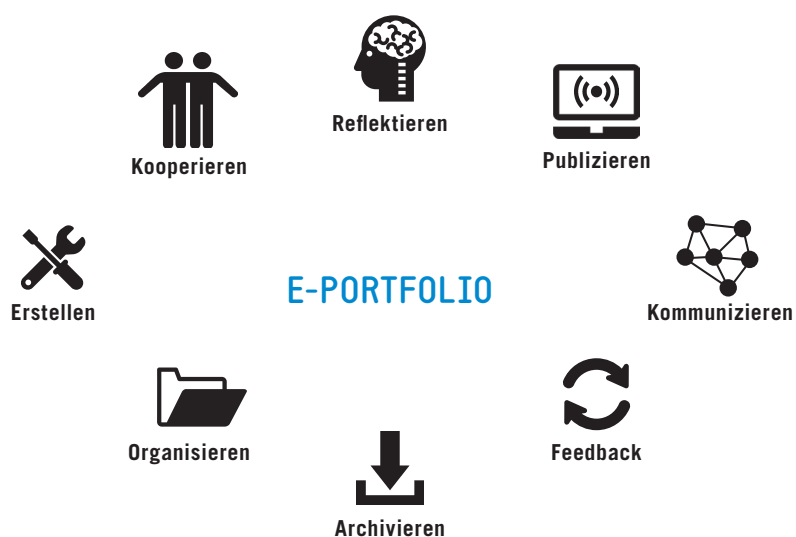 Reflektieren
Kooperieren
Publizieren
E-PORTFOLIO
Erstellen
Kommunizieren
Organisieren
Feedback
Archivieren